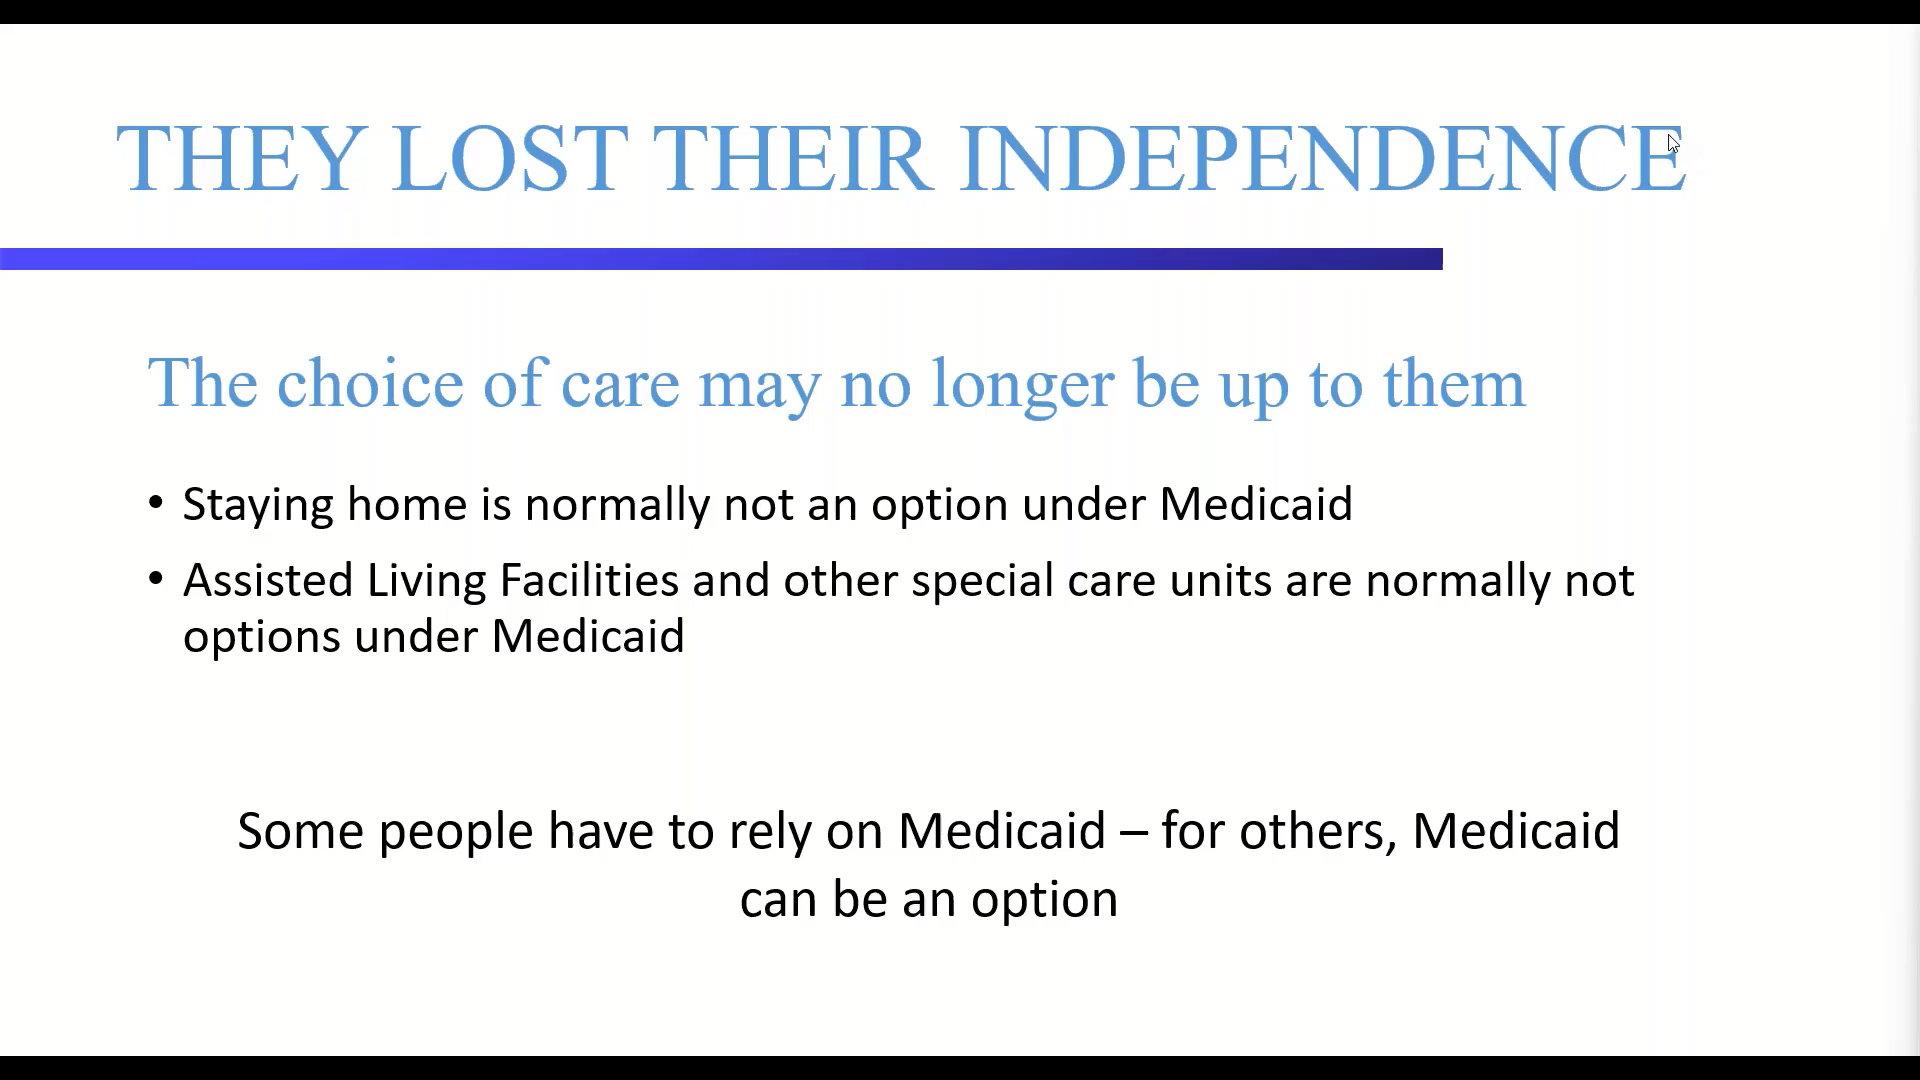 THEY LOST THEIR INDEPENDENCE
The choice of care may no longer be up to them
• Staying home is normally not an option under Medicaid
• Assisted Living Facilities and other special care units are normally not
options under Medicaid
Some people have to rely on Medicaid – for others, Medicaid
can be an option